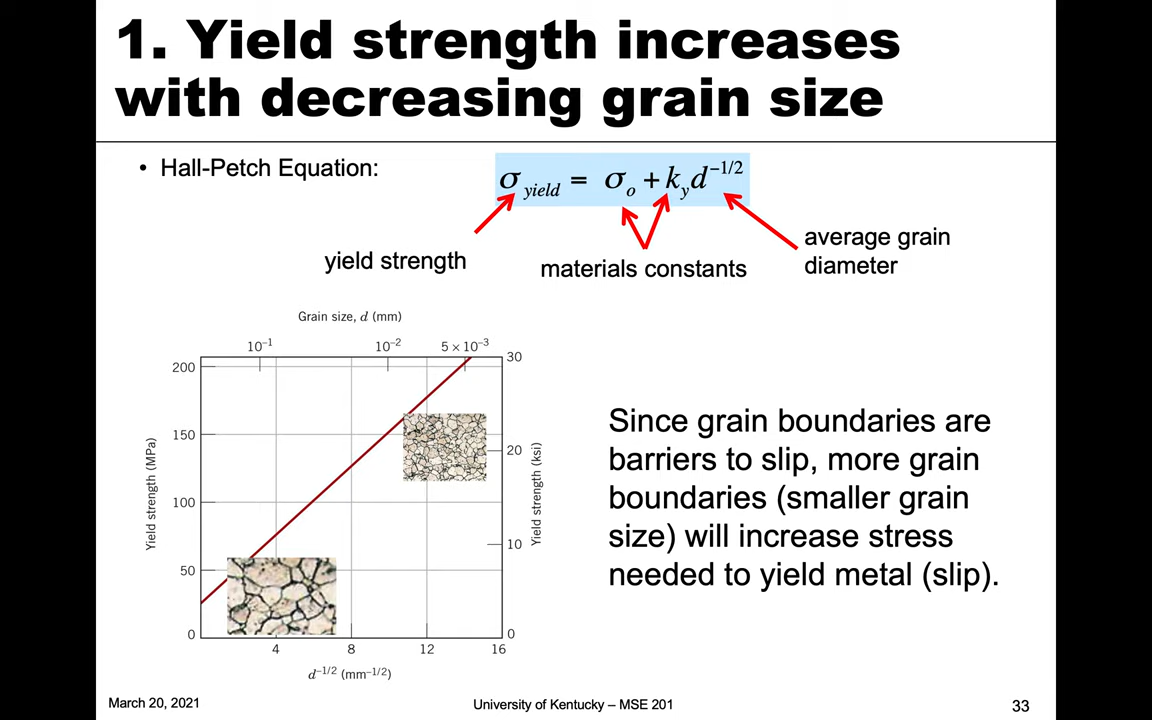 1. Yield strength increases
with decreasing grain size
• Hall-Petch Equation:
σ yield = σo + kyd−1/2
yield strength
materials constants
average grain
diameter
Grain size, d (mm)
10−1 10−2 5 × 10−3
200
150
100
50
0
Yield strength (MPa)
30
20
10
0
Yield strength (ksi)
4 8 12 16
d−1/2 (mm−1/2)
Since grain boundaries are
barriers to slip, more grain
boundaries (smaller grain
size) will increase stress
needed to yield metal (slip).
March 20, 2021
University of Kentucky – MSE 201
33